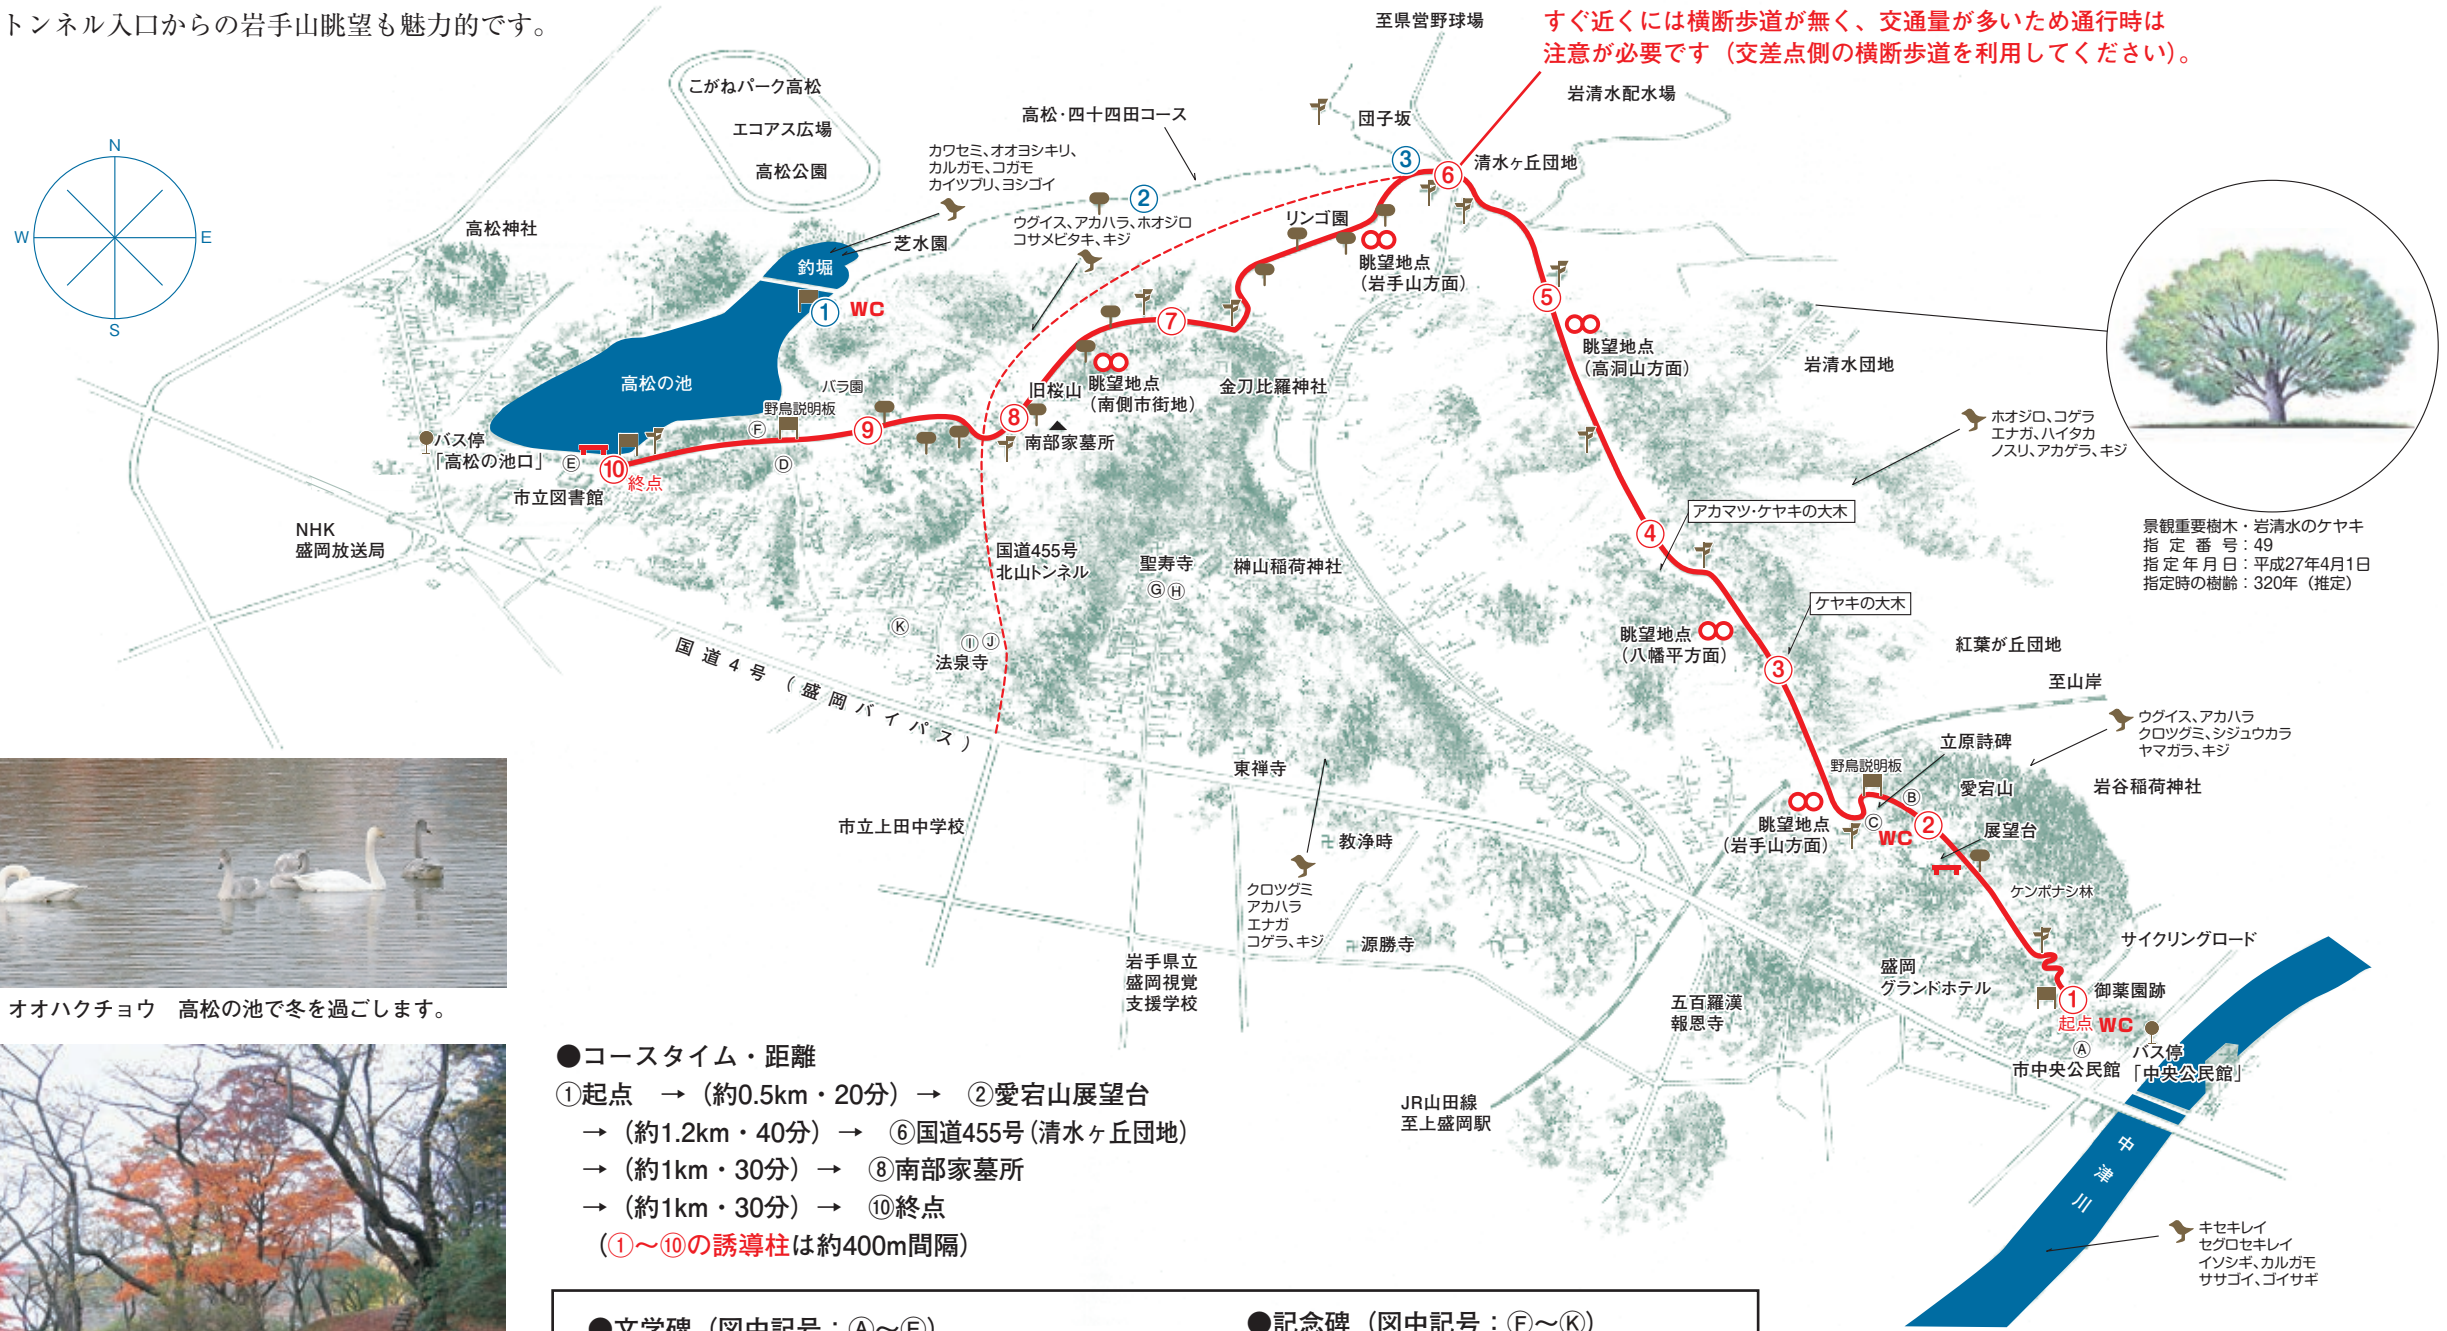 トンネル入口からの岩手山眺望も魅力的です。
すぐ近くには横断歩道が無く、交通量が多いため通行時は
注意が必要です（交差点側の横断歩道を利用してください）。
至県営野球場
岩清水配水場
団子坂
清水ヶ丘団地
こがねパーク高松
エコアス広場
高松公園
高松・四十四田コース
カワセミ、オオヨシキリ、
カルガモ、コガモ
カイツブリ、ヨシゴイ
N
W
E
S
高松神社
芝水園
釣堀
ウグイス、アカハラ、ホオジロ
コサメビタキ、キジ
②
③
⑥
リンゴ園
眺望地点
（岩手山方面）
①
WC
⑦
⑤
眺望地点
（高洞山方面）
岩清水団地
高松の池
バラ園
野鳥説明板
旧桜山
眺望地点
（南側市街地）
金刀比羅神社
⑧
南部家墓所
⑨
Ⓕ
Ⓓ
バス停
「高松の池口」
Ⓔ
⑩
終点
市立図書館
NHK
盛岡放送局
ホオジロ、コゲラ
エナガ、ハイタカ
ノスリ、アカゲラ、キジ
景観重要樹木・岩清水のケヤキ
指定番号：49
指定年月日：平成27年4月1日
指定時の樹齢：320年（推定）
アカマツ・ケヤキの大木
④
ケヤキの大木
国道455号
北山トンネル
聖寿寺
Ⓖ Ⓗ
榊山稲荷神社
Ⓚ
Ⓘ Ⓙ
法泉寺
国道4号（盛岡バイパス）
眺望地点
（八幡平方面）
③
紅葉が丘団地
至山岸
ウグイス、アカハラ
クロツグミ、シジュウカラ
ヤマガラ、キジ
立原詩碑
野鳥説明板
Ⓑ
愛宕山
岩谷稲荷神社
眺望地点
（岩手山方面）
Ⓒ
WC
②
展望台
ケンポナシ林
東禅寺
市立上田中学校
卍教浄時
クロツグミ
アカハラ
エナガ
コゲラ、キジ
卍源勝寺
岩手県立
盛岡視覚
支援学校
サイクリングロード
盛岡
グランドホテル
①
御薬園跡
起点
WC
Ⓐ
市中央公民館
バス停
「中央公民館」
五百羅漢
報恩寺
JR山田線
至上盛岡駅
中津川
キセキレイ
セグロセキレイ
イソシギ、カルガモ
ササゴイ、ゴイサギ
オオハクチョウ　高松の池で冬を過ごします。
●コースタイム・距離
①起点　→（約0.5km・20分）→　②愛宕山展望台
→（約1.2km・40分）→　⑥国道455号（清水ヶ丘団地）
→（約1km・30分）→　⑧南部家墓所
→（約1km・30分）→　⑩終点
（①〜⑩の誘導柱は約400m間隔）
●文学碑（図中記号：Ⓐ〜Ⓔ）
●記念碑（図中記号：Ⓕ〜Ⓚ）